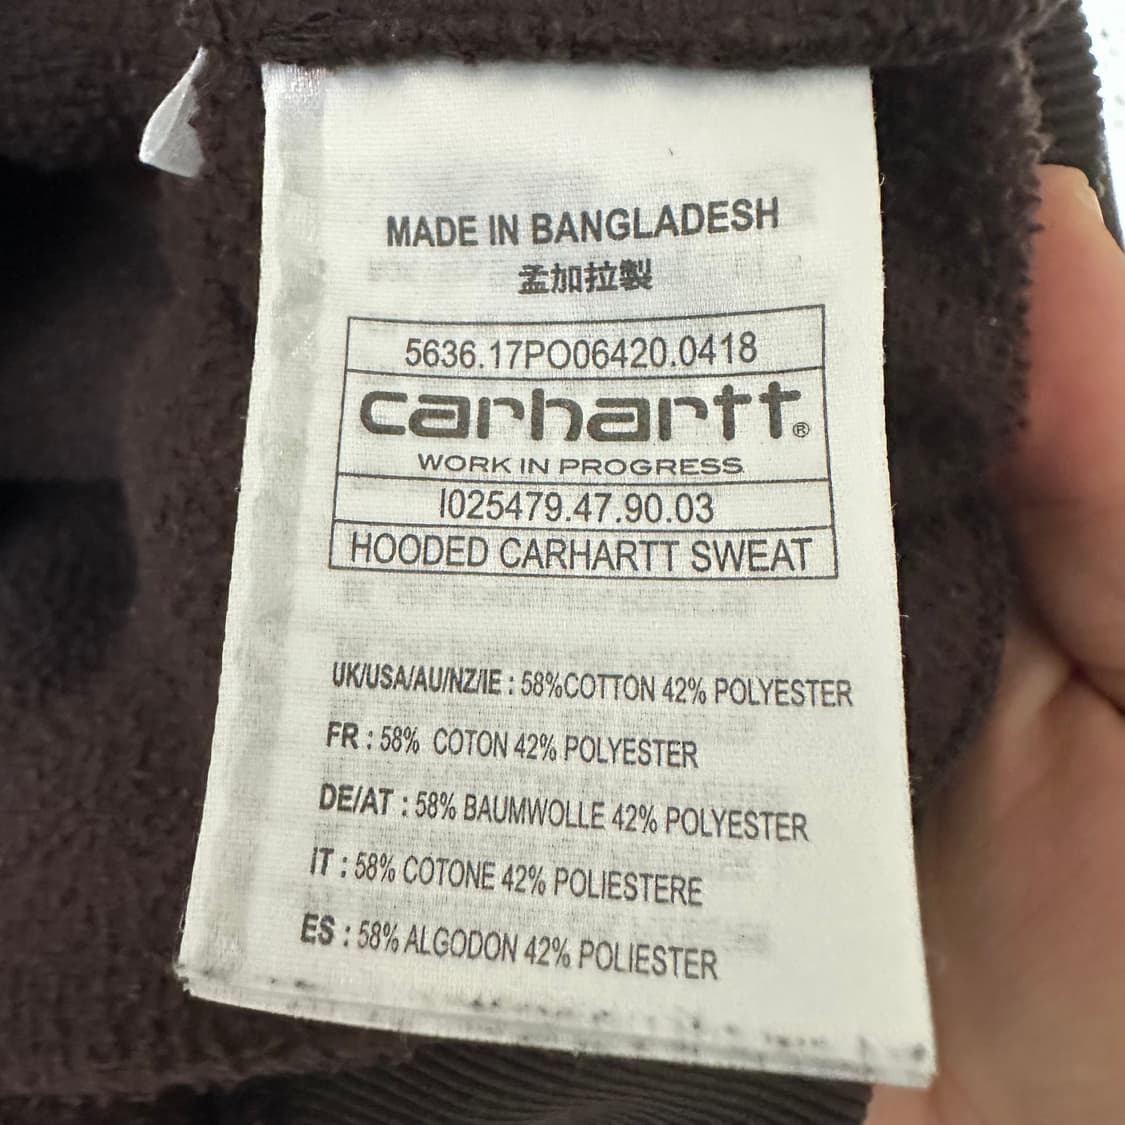 MADE IN BANGLADESH
孟加拉製
5636.17PO06420.0418
carhartt®
WORK IN PROGRESS
I025479.47.90.03
HOODED CARHARTT SWEAT
UK/USA/AU/NZ/IE : 58%COTTON 42% POLYESTER
FR : 58% COTON 42% POLYESTER
DE/AT : 58% BAUMWOLLE 42% POLYESTER
IT : 58% COTONE 42% POLIESTERE
ES : 58% ALGODON 42% POLIESTER